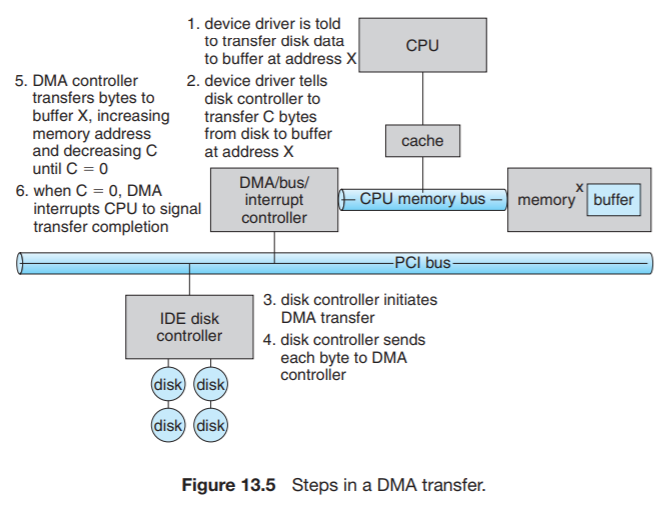 1. device driver is told
to transfer disk data
to buffer at address X
CPU
5. DMA controller
transfers bytes to
buffer X, increasing
memory address
and decreasing C
until C = 0
2. device driver tells
disk controller to
transfer C bytes
from disk to buffer
at address X
cache
6. when C = 0, DMA
interrupts CPU to signal
transfer completion
DMA/bus/
interrupt
controller
CPU memory bus
memory
x
buffer
PCI bus
IDE disk
controller
3. disk controller initiates
DMA transfer
4. disk controller sends
each byte to DMA
controller
disk
disk
disk
disk
Figure 13.5 Steps in a DMA transfer.